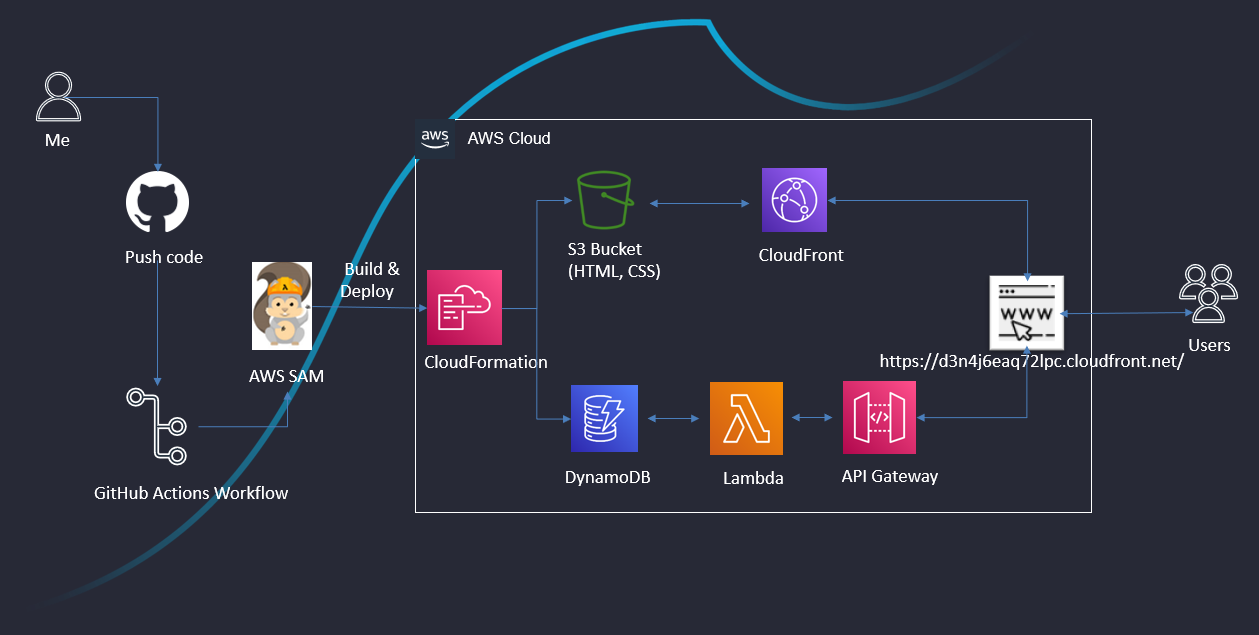 Me
Push code
GitHub Actions Workflow
AWS SAM
Build &
Deploy
aws
AWS Cloud
CloudFormation
S3 Bucket
(HTML, CSS)
CloudFront
DynamoDB
Lambda
</>
API Gateway
WWW
https://d3n4j6eaq72lpc.cloudfront.net/
Users